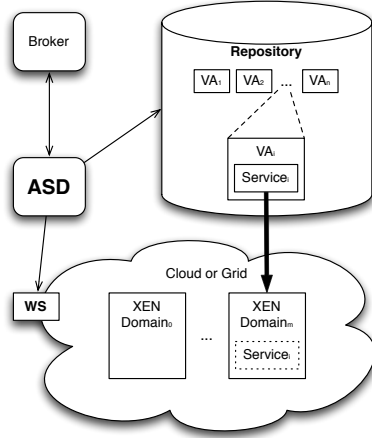 Broker
Repository
VA₁ VA₂ ... VAₙ
VAᵢ
Serviceᵢ
ASD
Cloud or Grid
WS
XEN
Domain₀
...
XEN
Domainₘ
Serviceᵢ